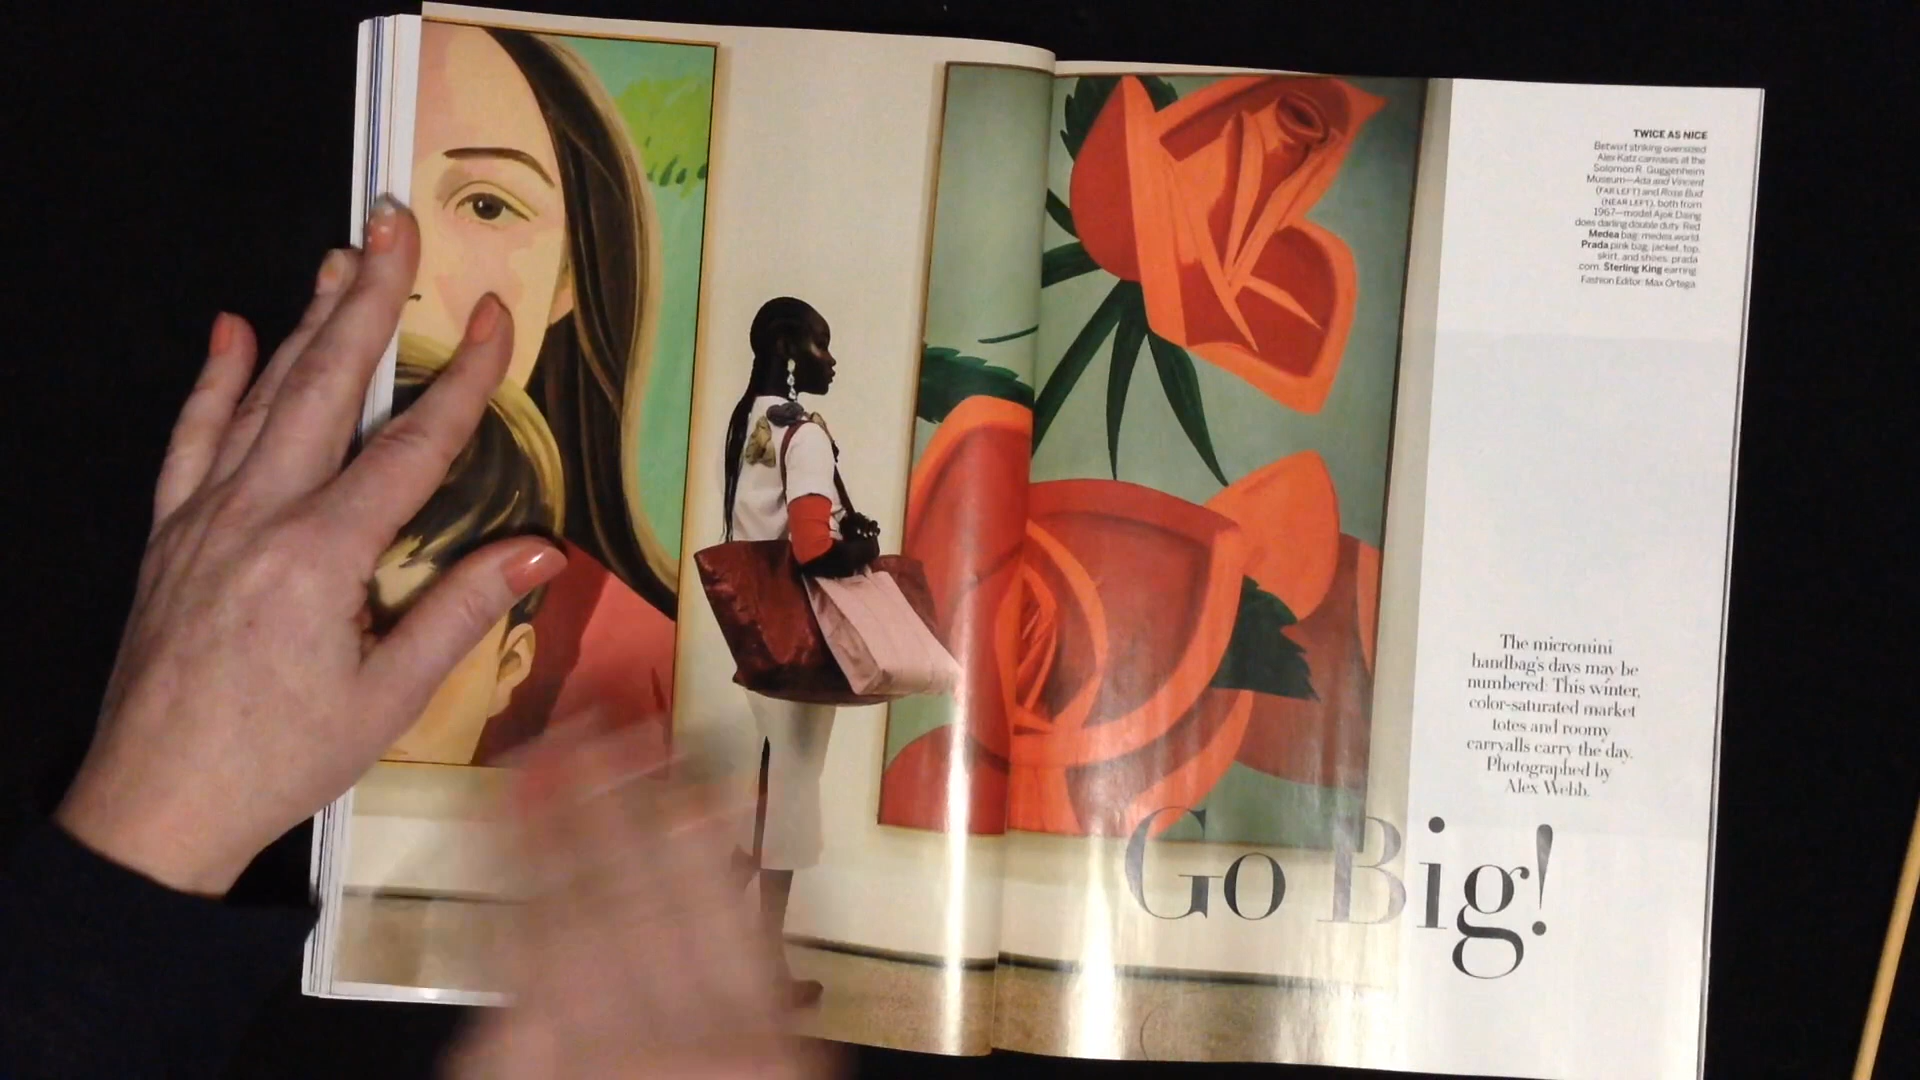 TWICE AS NICE
Betwixt striking oversized
Alex Katz canvases at the
Solomon R. Guggenheim
Museum—Ada and Vincent
(FAR LEFT) and Rose Bud
(NEAR LEFT), both from
1967—model Ajok Daing
does darling double duty. Red
Medea bag; medea.world.
Prada pink bag, jacket, top,
skirt, and shoes; prada
.com. Sterling King earring.
Fashion Editor: Max Ortega.
The micromini
handbag's days may be
numbered: This winter,
color-saturated market
totes and roomy
carryalls carry the day.
Photographed by
Alex Webb.
Go Big!